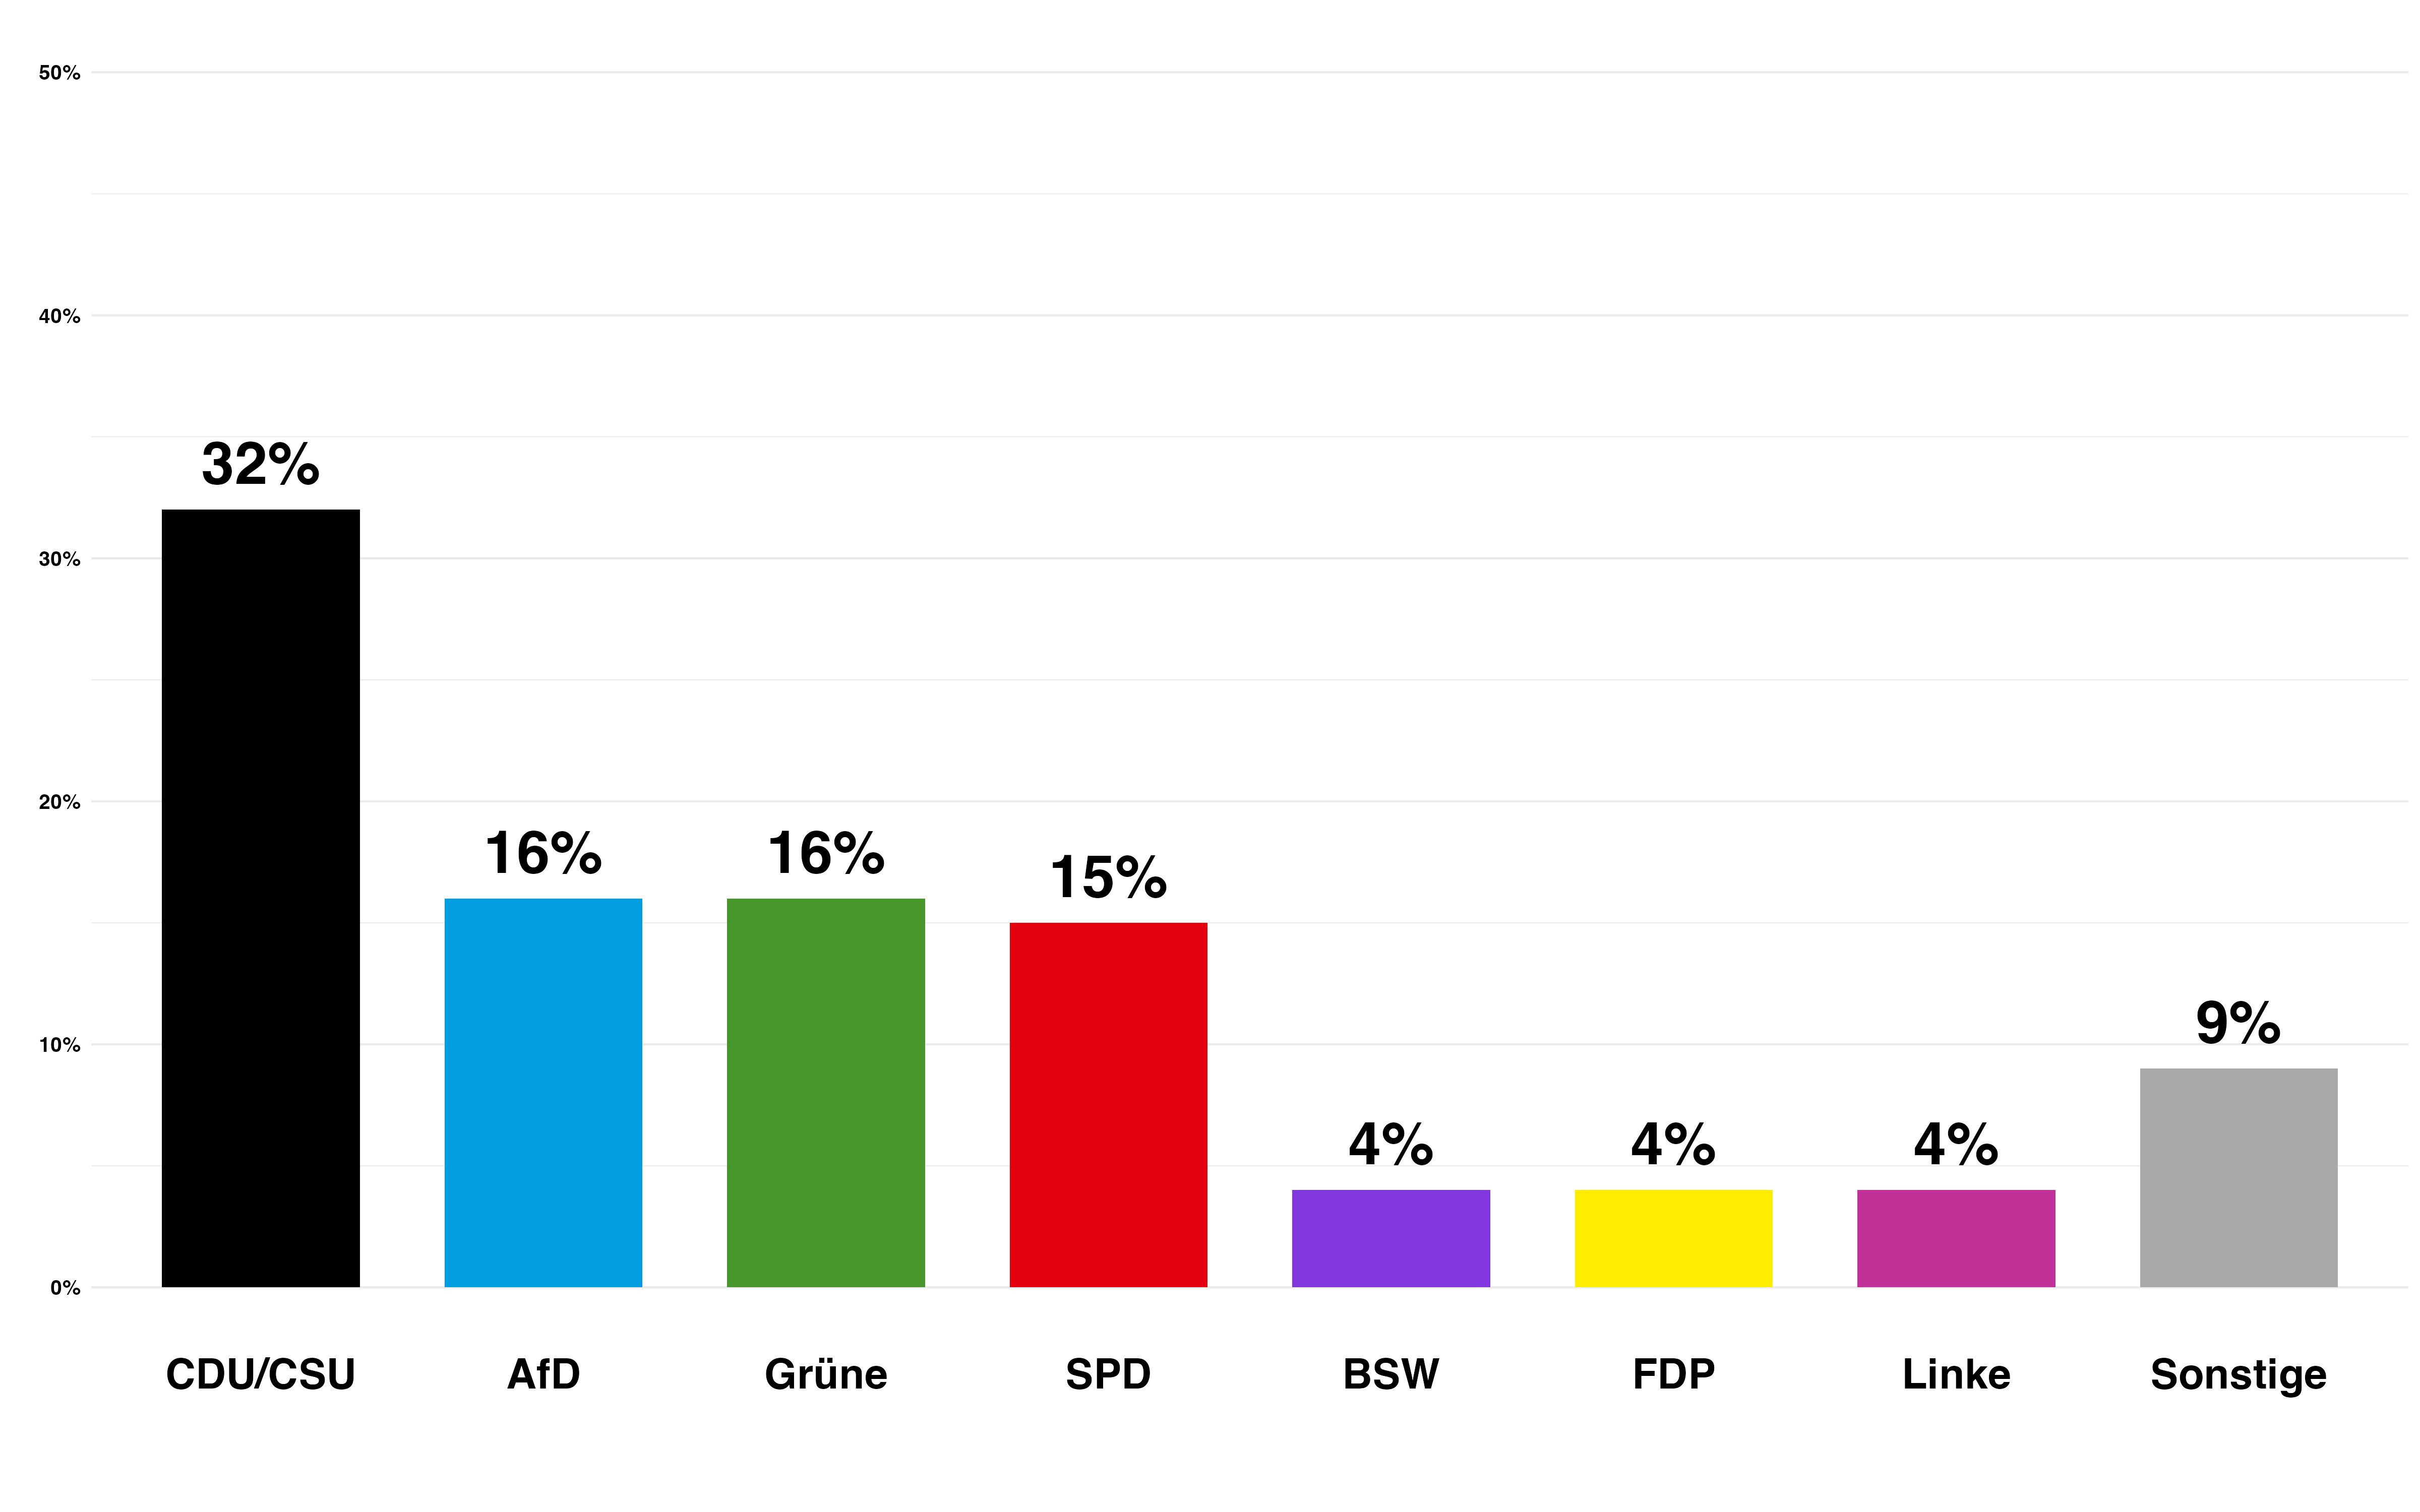 50%
40%
30%
20%
10%
0%
32%
16%
16%
15%
4%
4%
4%
9%
CDU/CSU
AfD
Grüne
SPD
BSW
FDP
Linke
Sonstige